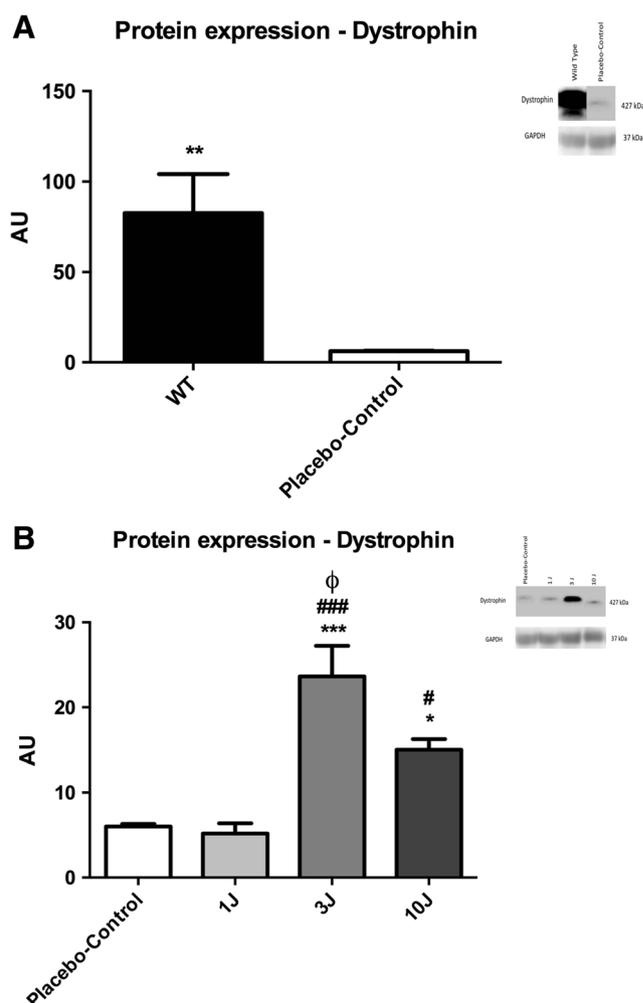 A
Protein expression - Dystrophin
150
100
50
0
AU
**
WT
Placebo-Control
Wild Type
Placebo-Control
Dystrophin
427 kDa
GAPDH
37 kDa
B
Protein expression - Dystrophin
30
20
10
0
AU
ϕ
###
***
#
*
Placebo-Control
1J
3J
10J
Placebo-Control
1 J
3 J
10 J
Dystrophin
427 kDa
GAPDH
37 kDa